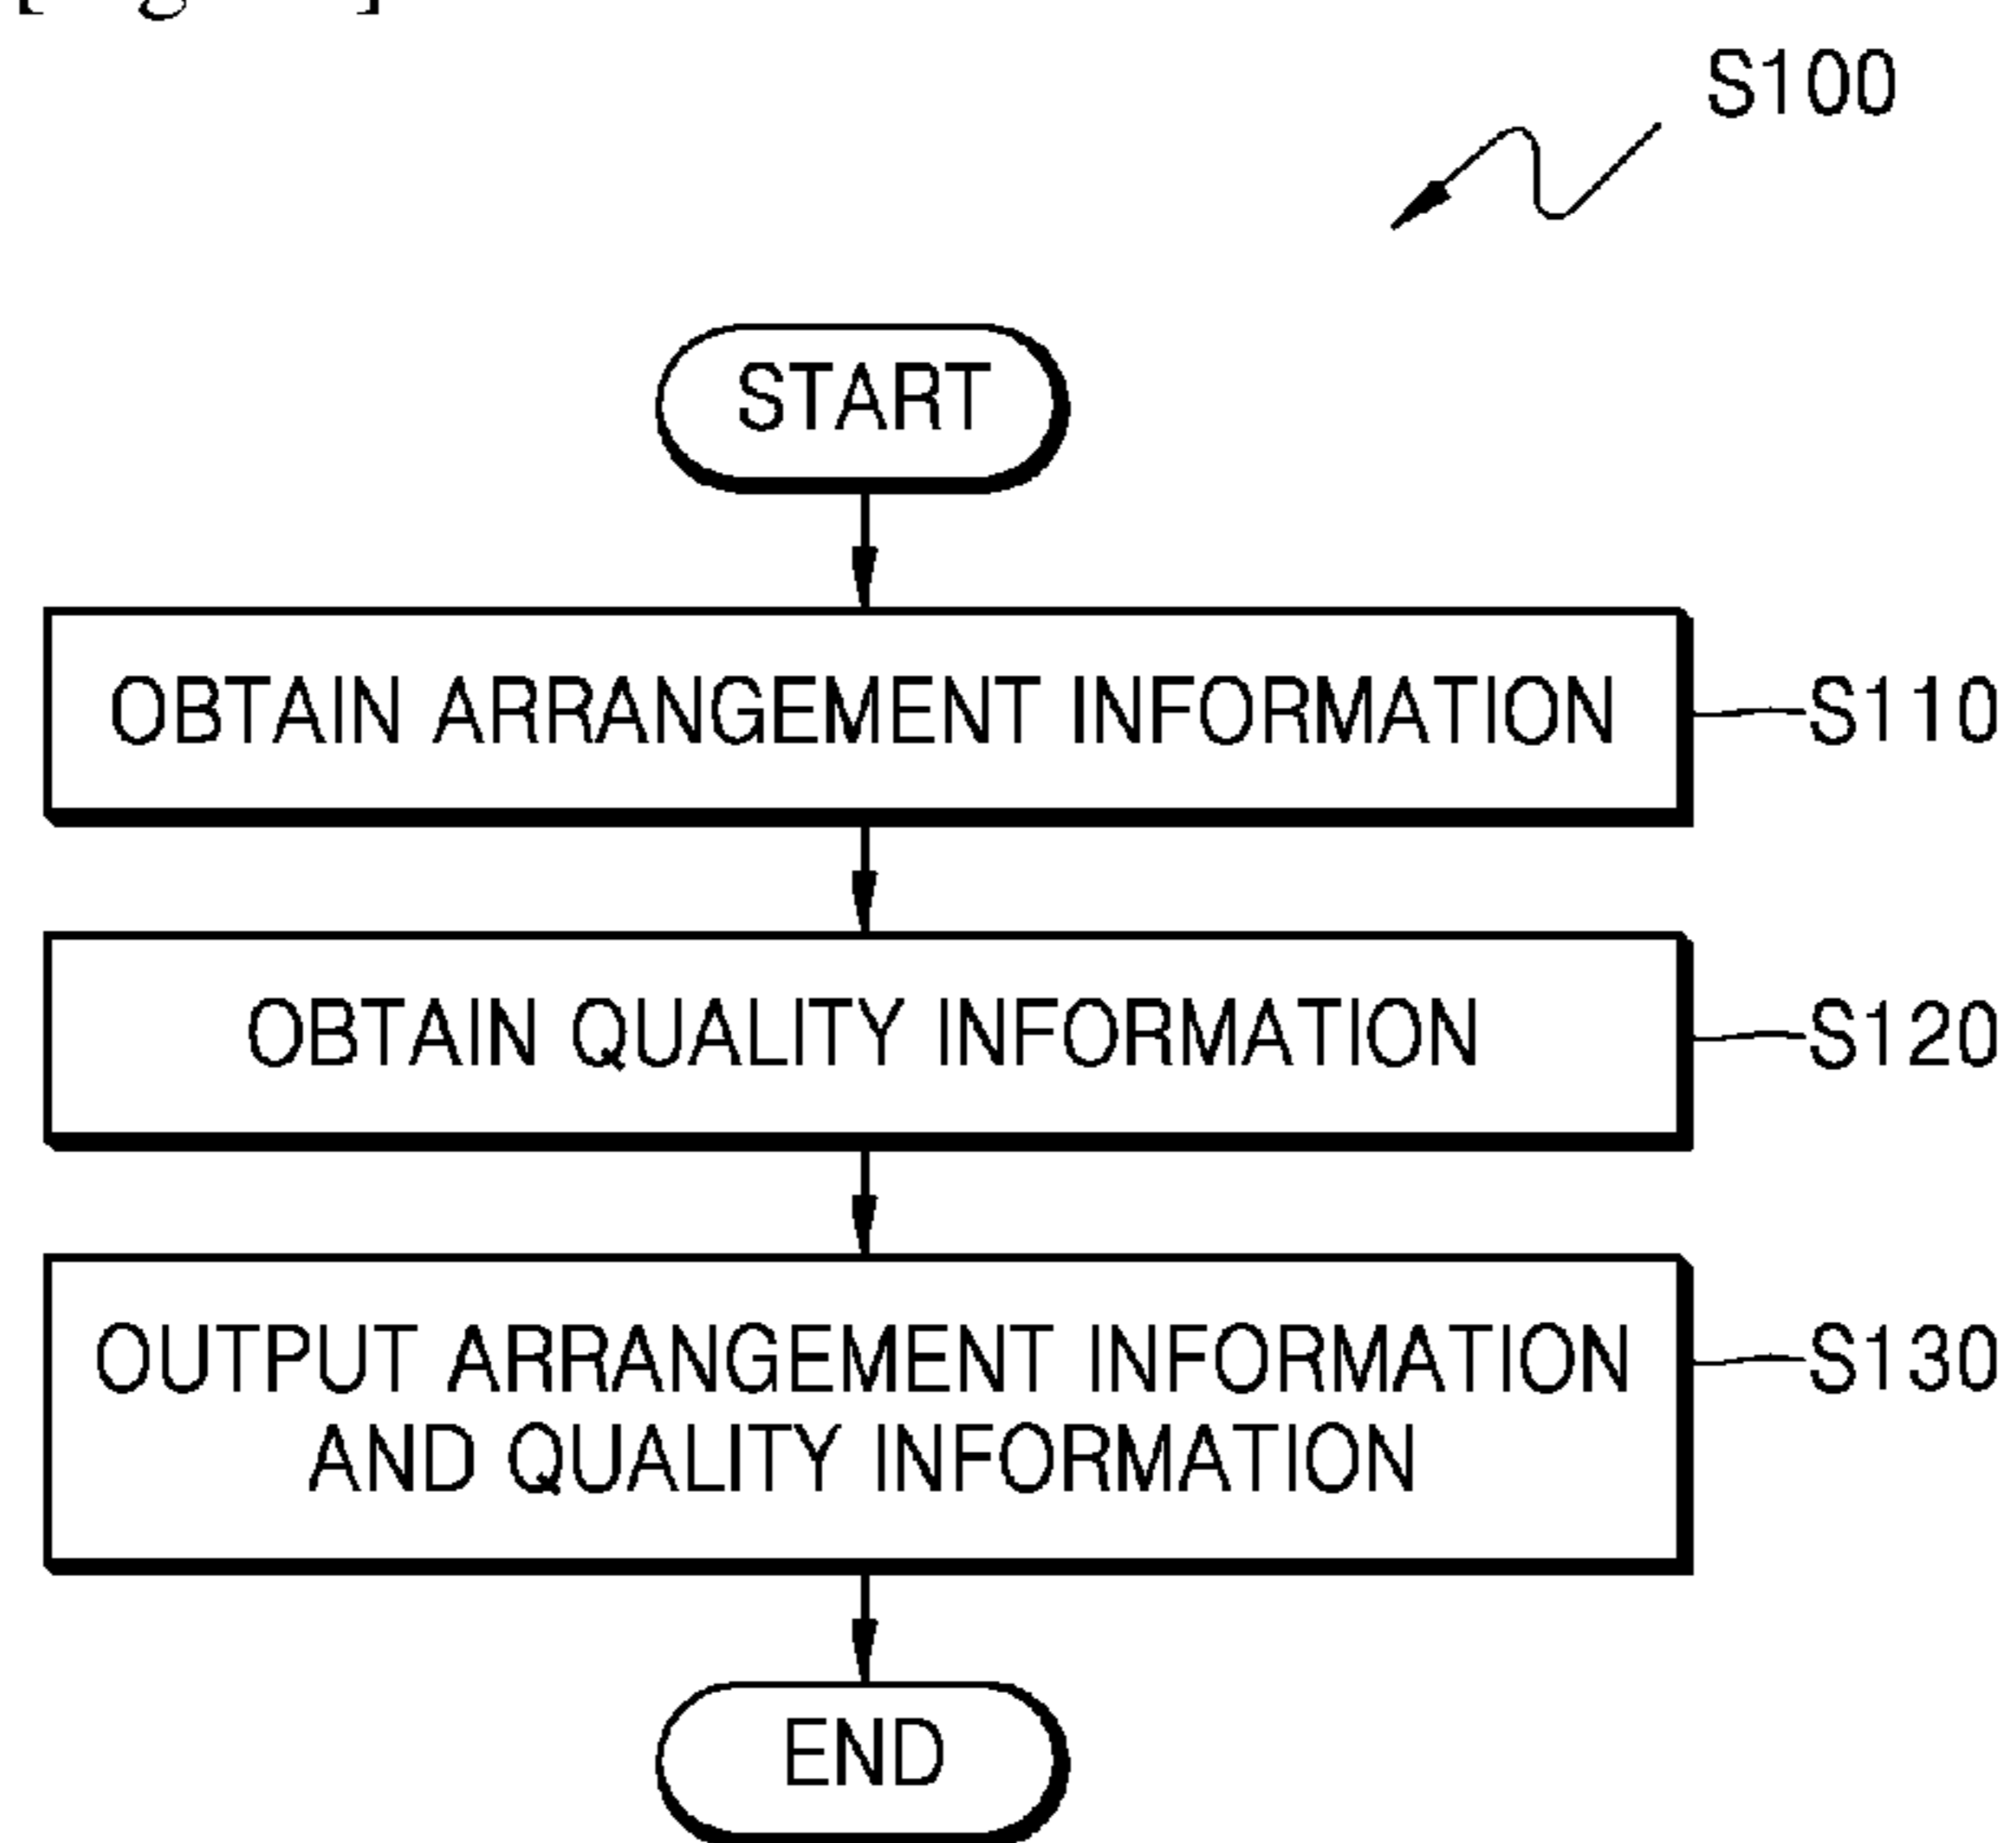 S100
START
OBTAIN ARRANGEMENT INFORMATION
S110
OBTAIN QUALITY INFORMATION
S120
OUTPUT ARRANGEMENT INFORMATION
AND QUALITY INFORMATION
S130
END